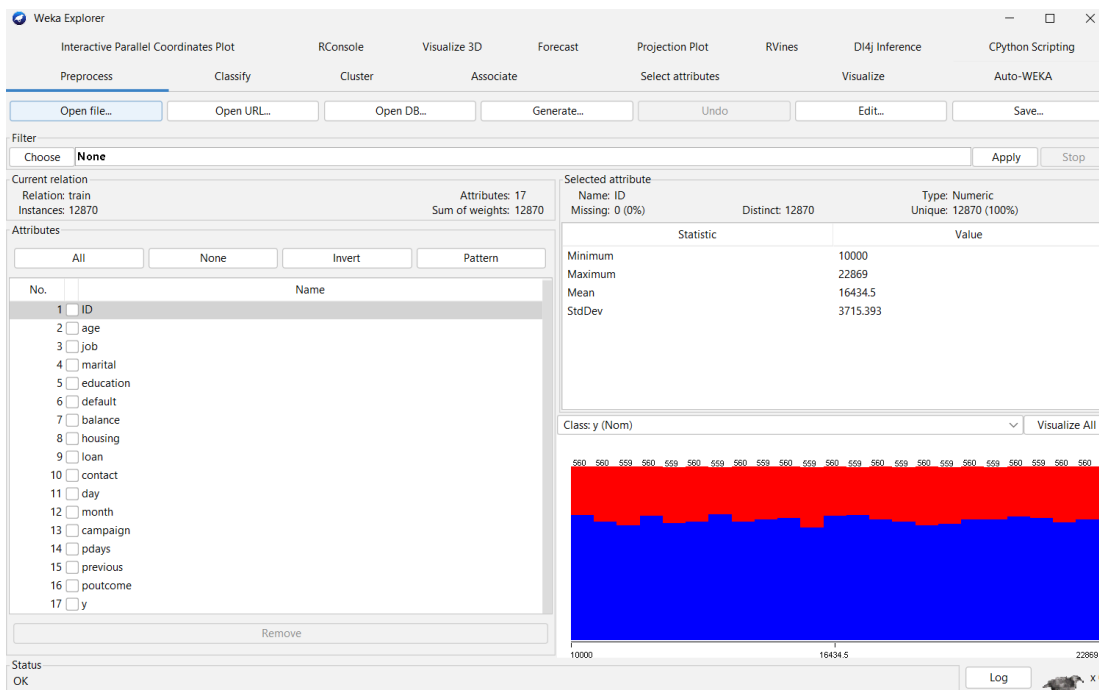 Weka Explorer
Interactive Parallel Coordinates Plot RConsole Visualize 3D Forecast Projection Plot RVines Dl4j Inference CPython Scripting
Preprocess Classify Cluster Associate Select attributes Visualize Auto-WEKA
Open file... Open URL... Open DB... Generate... Undo Edit... Save...
Filter
Choose None Apply Stop
Current relation
Relation: train Attributes: 17
Instances: 12870 Sum of weights: 12870
Selected attribute
Name: ID Type: Numeric
Missing: 0 (0%) Distinct: 12870 Unique: 12870 (100%)
Attributes
All None Invert Pattern
No. Name
1 ID
2 age
3 job
4 marital
5 education
6 default
7 balance
8 housing
9 loan
10 contact
11 day
12 month
13 campaign
14 pdays
15 previous
16 poutcome
17 y
Remove
Statistic Value
Minimum 10000
Maximum 22869
Mean 16434.5
StdDev 3715.393
Class: y (Nom) Visualize All
560 560 559 560 559 560 559 560 560 559 560 560 559 560 559 560 559 560 559 560 559 560 560
10000 16434.5 22869
Status
OK
Log x